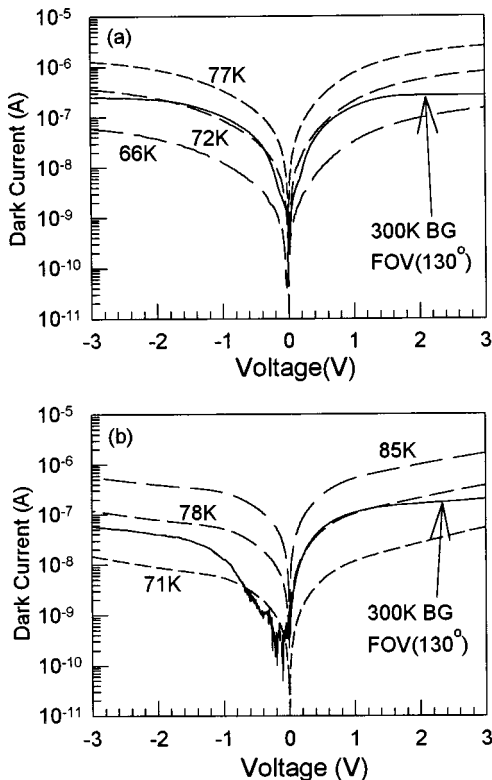 (a)
10^-5
10^-6
10^-7
10^-8
10^-9
10^-10
10^-11
Dark Current (A)
77K
72K
66K
300K BG
FOV(130°)
-3 -2 -1 0 1 2 3
Voltage(V)
(b)
10^-5
10^-6
10^-7
10^-8
10^-9
10^-10
10^-11
Dark Current (A)
85K
78K
71K
300K BG
FOV(130°)
-3 -2 -1 0 1 2 3
Voltage (V)